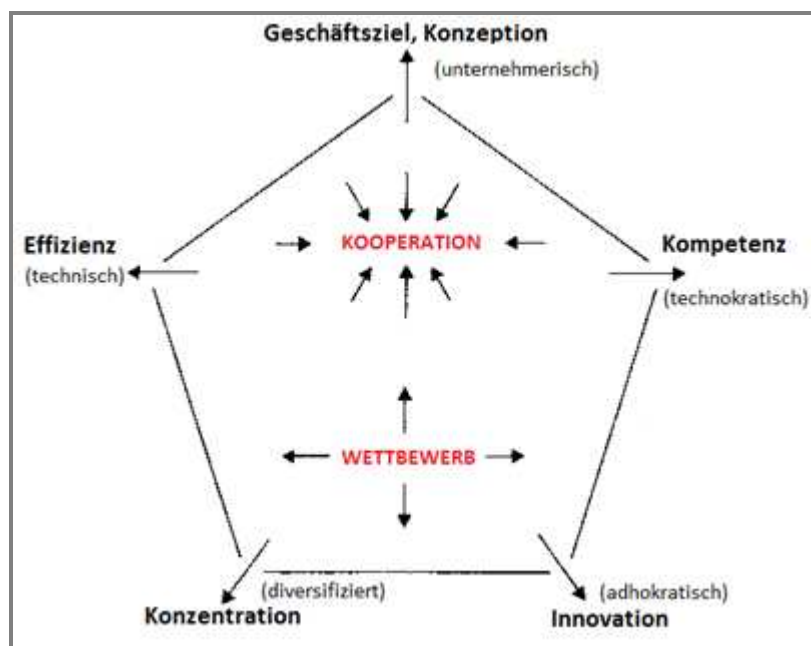 Geschäftsziel, Konzeption
(unternehmerisch)
KOOPERATION
Effizienz
(technisch)
Kompetenz
(technokratisch)
WETTBEWERB
(diversifiziert)
Konzentration
(adhokratisch)
Innovation